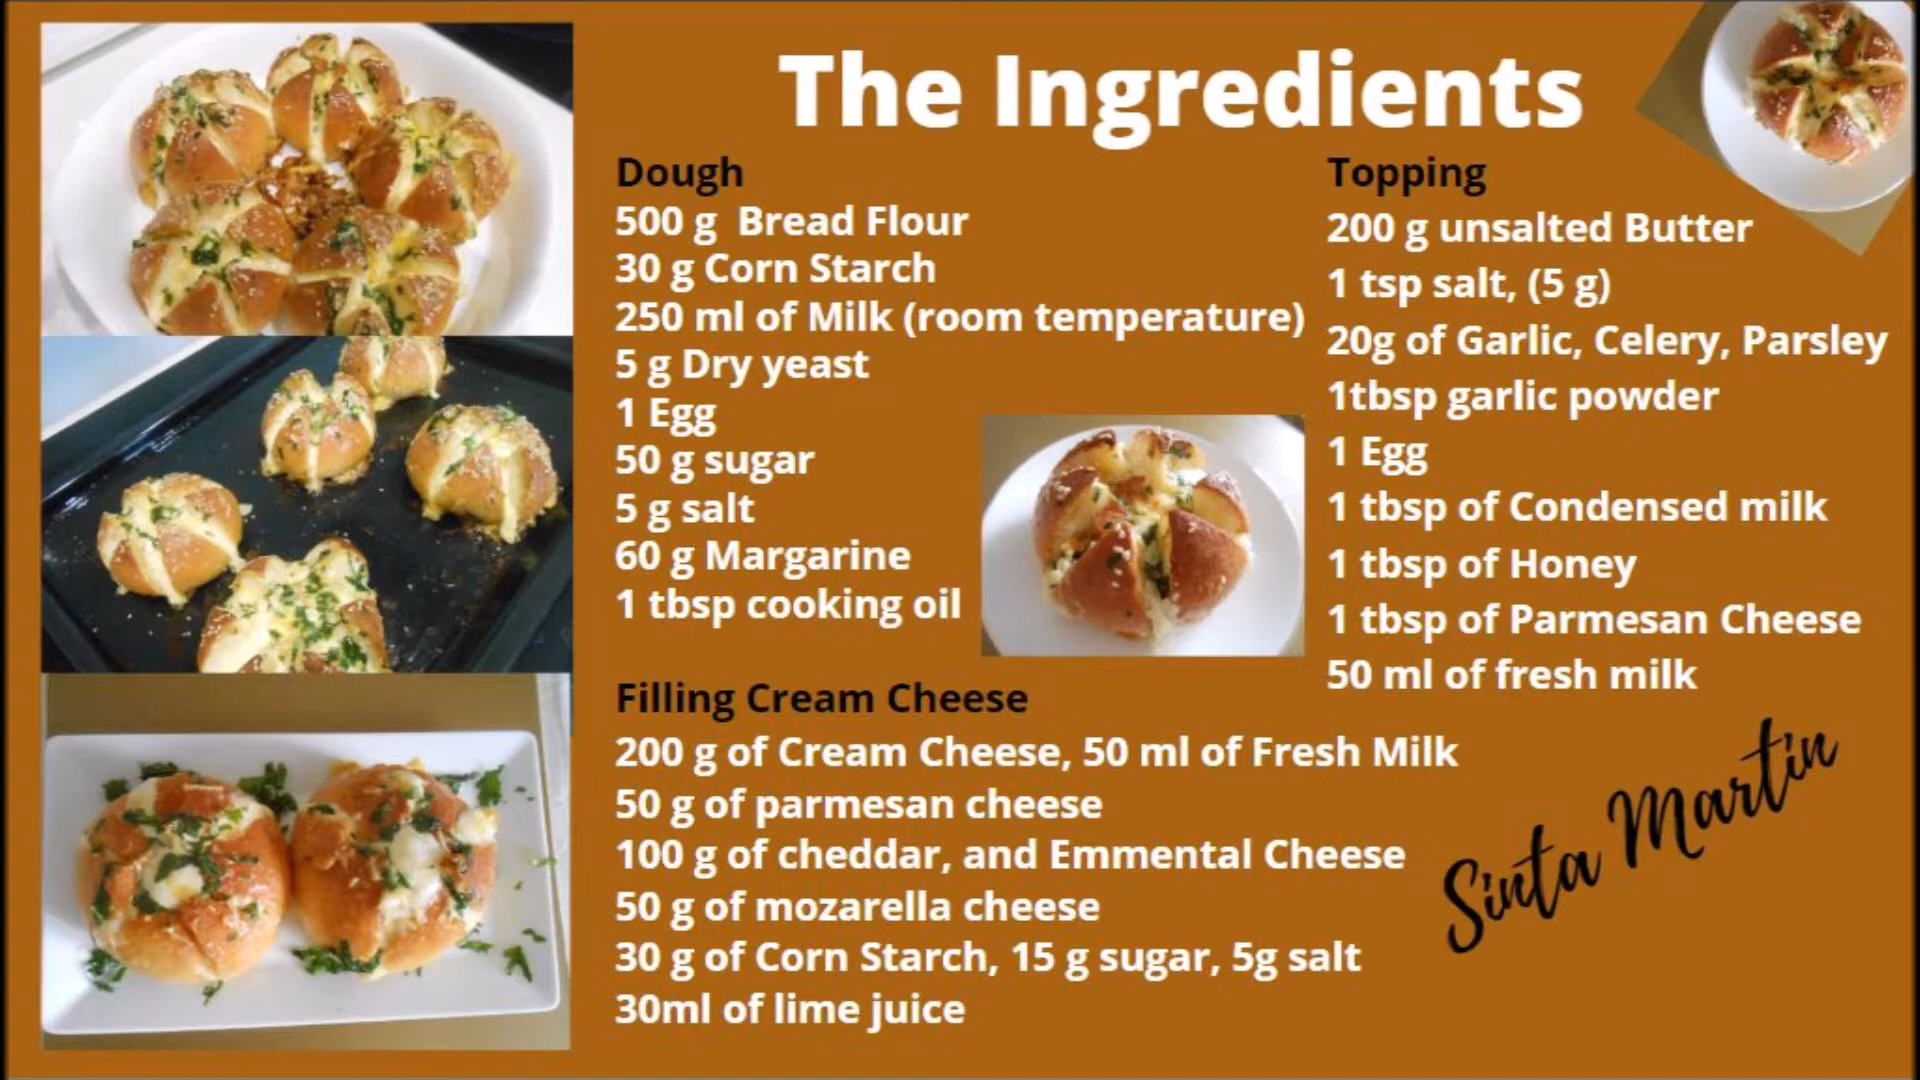 The Ingredients
Dough
500 g Bread Flour
30 g Corn Starch
250 ml of Milk (room temperature)
5 g Dry yeast
1 Egg
50 g sugar
5 g salt
60 g Margarine
1 tbsp cooking oil
Topping
200 g unsalted Butter
1 tsp salt, (5 g)
20g of Garlic, Celery, Parsley
1tbsp garlic powder
1 Egg
1 tbsp of Condensed milk
1 tbsp of Honey
1 tbsp of Parmesan Cheese
50 ml of fresh milk
Filling Cream Cheese
200 g of Cream Cheese, 50 ml of Fresh Milk
50 g of parmesan cheese
100 g of cheddar, and Emmental Cheese
50 g of mozarella cheese
30 g of Corn Starch, 15 g sugar, 5g salt
30ml of lime juice
Sinta Martin